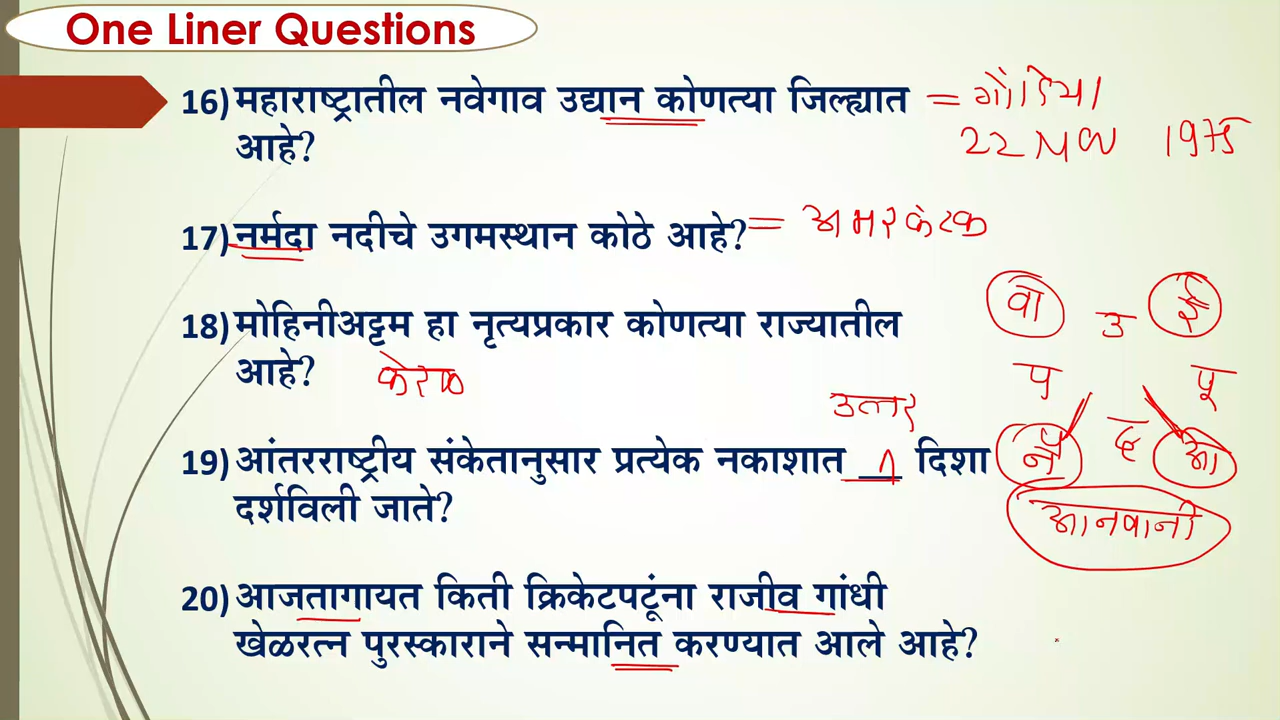 One Liner Questions
16) महाराष्ट्रातील नवेगाव उद्यान कोणत्या जिल्ह्यात = गोंदिया
आहे? 22 NOV 1975
17) नर्मदा नदीचे उगमस्थान कोठे आहे? = अमरकंटक
18) मोहिनीअट्टम हा नृत्यप्रकार कोणत्या राज्यातील
आहे? केरळ
वा उ ई
प पू
नै द आ
आनवानी
उत्तर
19) आंतरराष्ट्रीय संकेतानुसार प्रत्येक नकाशात __ दिशा
दर्शविली जाते?
20) आजतागायत किती क्रिकेटपटूंना राजीव गांधी
खेळरत्न पुरस्काराने सन्मानित करण्यात आले आहे?